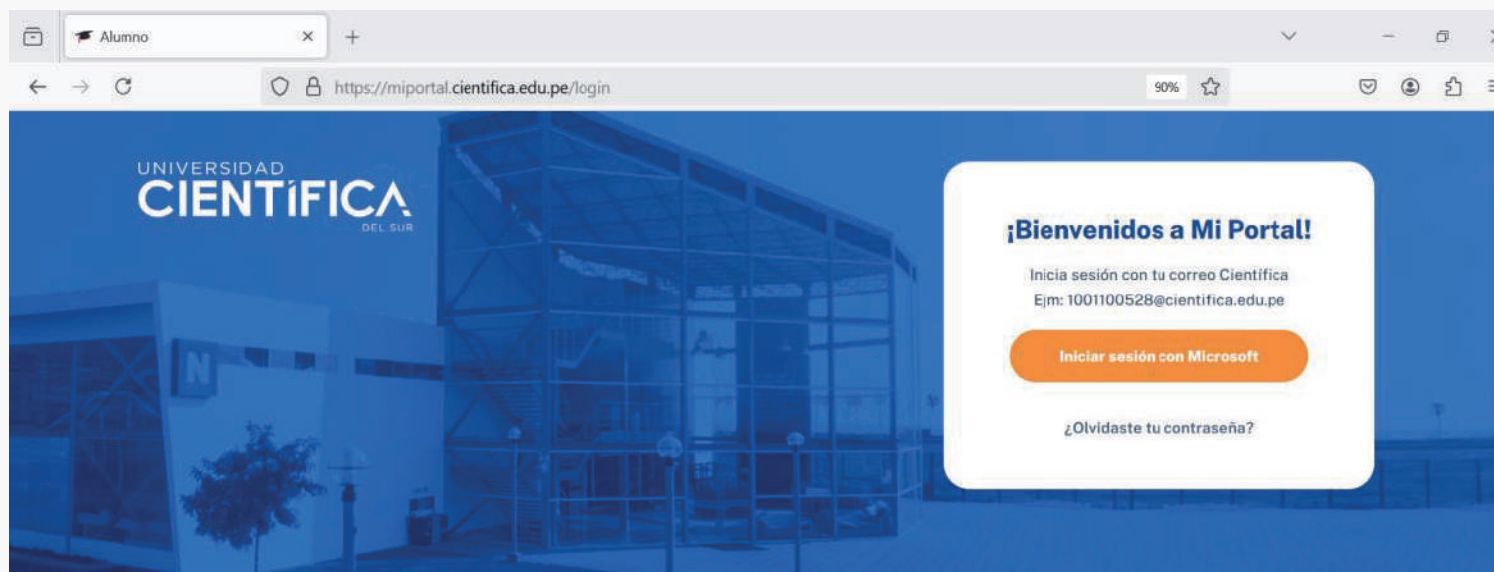 Alumno
https://miportal.cientifica.edu.pe/login
90%
UNIVERSIDAD
CIENTÍFICA
DEL SUR
N
¡Bienvenidos a Mi Portal!
Inicia sesión con tu correo Científica
Ejm: 1001100528@cientifica.edu.pe
Iniciar sesión con Microsoft
¿Olvidaste tu contraseña?